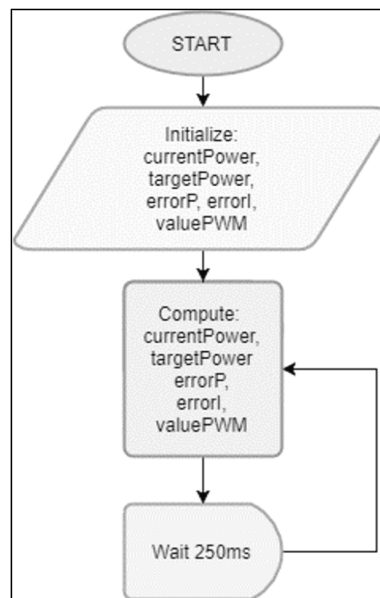 START
Initialize:
currentPower,
targetPower,
errorP, errorI,
valuePWM
Compute:
currentPower,
targetPower
errorP,
errorI,
valuePWM
Wait 250ms